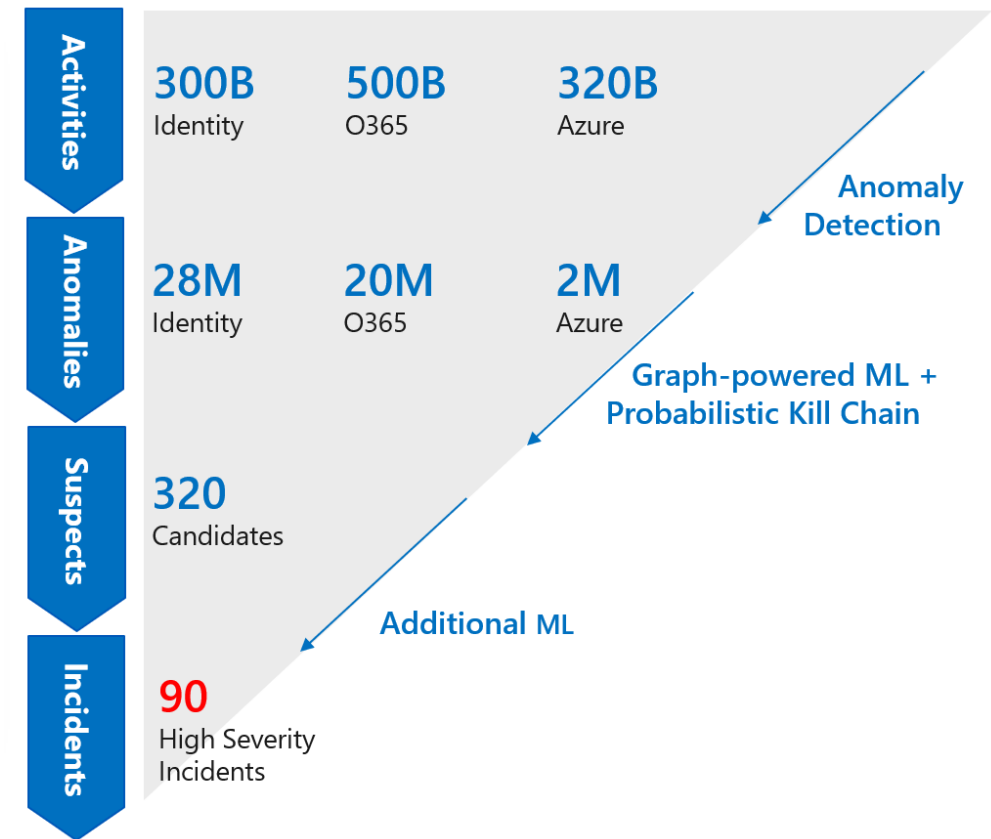 Activities
300B
500B
320B
Identity
O365
Azure
Anomaly
Detection
Anomalies
28M
20M
2M
Identity
O365
Azure
Graph-powered ML +
Probabilistic Kill Chain
Suspects
320
Candidates
Additional ML
Incidents
90
High Severity
Incidents